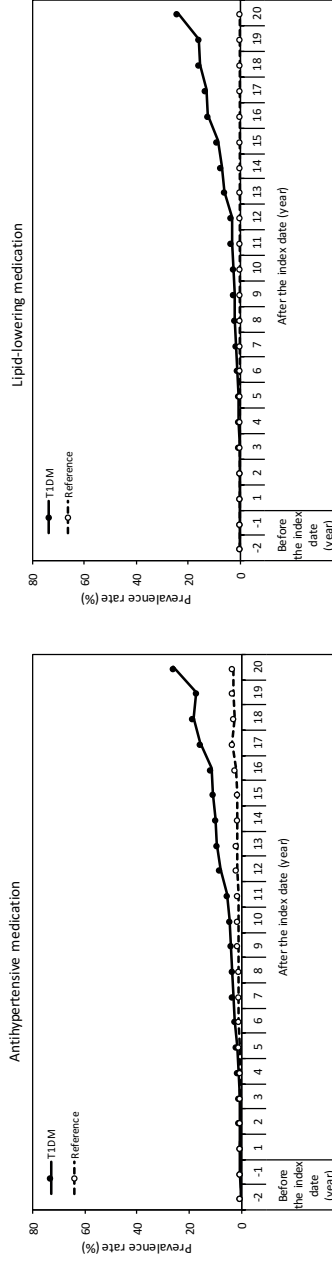 Antihypertensive medication
T1DM
Reference
Prevalence rate (%)
80
60
40
20
0
-2 -1 1 2 3 4 5 6 7 8 9 10 11 12 13 14 15 16 17 18 19 20
Before
the index
date
(year)
After the index date (year)
Lipid-lowering medication
T1DM
Reference
Prevalence rate (%)
80
60
40
20
0
-2 -1 1 2 3 4 5 6 7 8 9 10 11 12 13 14 15 16 17 18 19 20
Before
the index
date
(year)
After the index date (year)